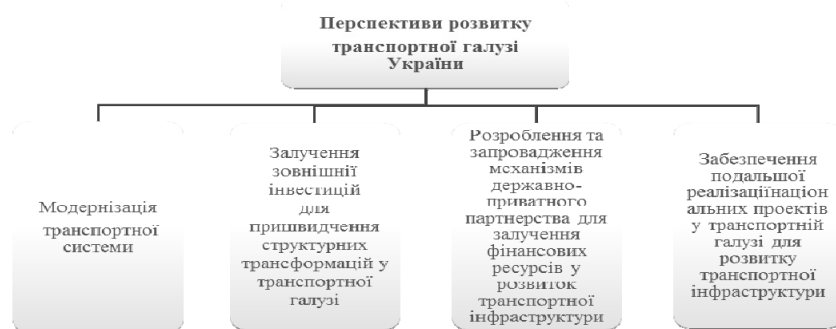 Перспективи розвитку
транспортної галузі
України
Модернізація
транспортної
системи
Залучення
зовнішнії
інвестицій
для
пришвидчення
структурних
трансформацій у
транспортної
галузі
Розроблення та
запровадження
механізмів
державно-
приватного
партнерства для
залучення
фінансових
ресурсів у
розвиток
транспортної
інфраструктури
Забезпечення
подальшої
реалізаціїнаціон
альних проектів
у транспортній
галузі для
розвитку
транспортної
інфраструктури